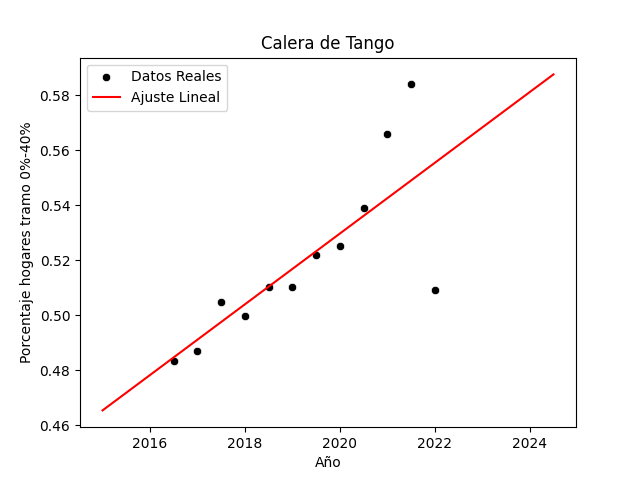 Calera de Tango
Datos Reales
Ajuste Lineal
Porcentaje hogares tramo 0%-40%
0.58
0.56
0.54
0.52
0.50
0.48
0.46
2016
2018
2020
2022
2024
Año